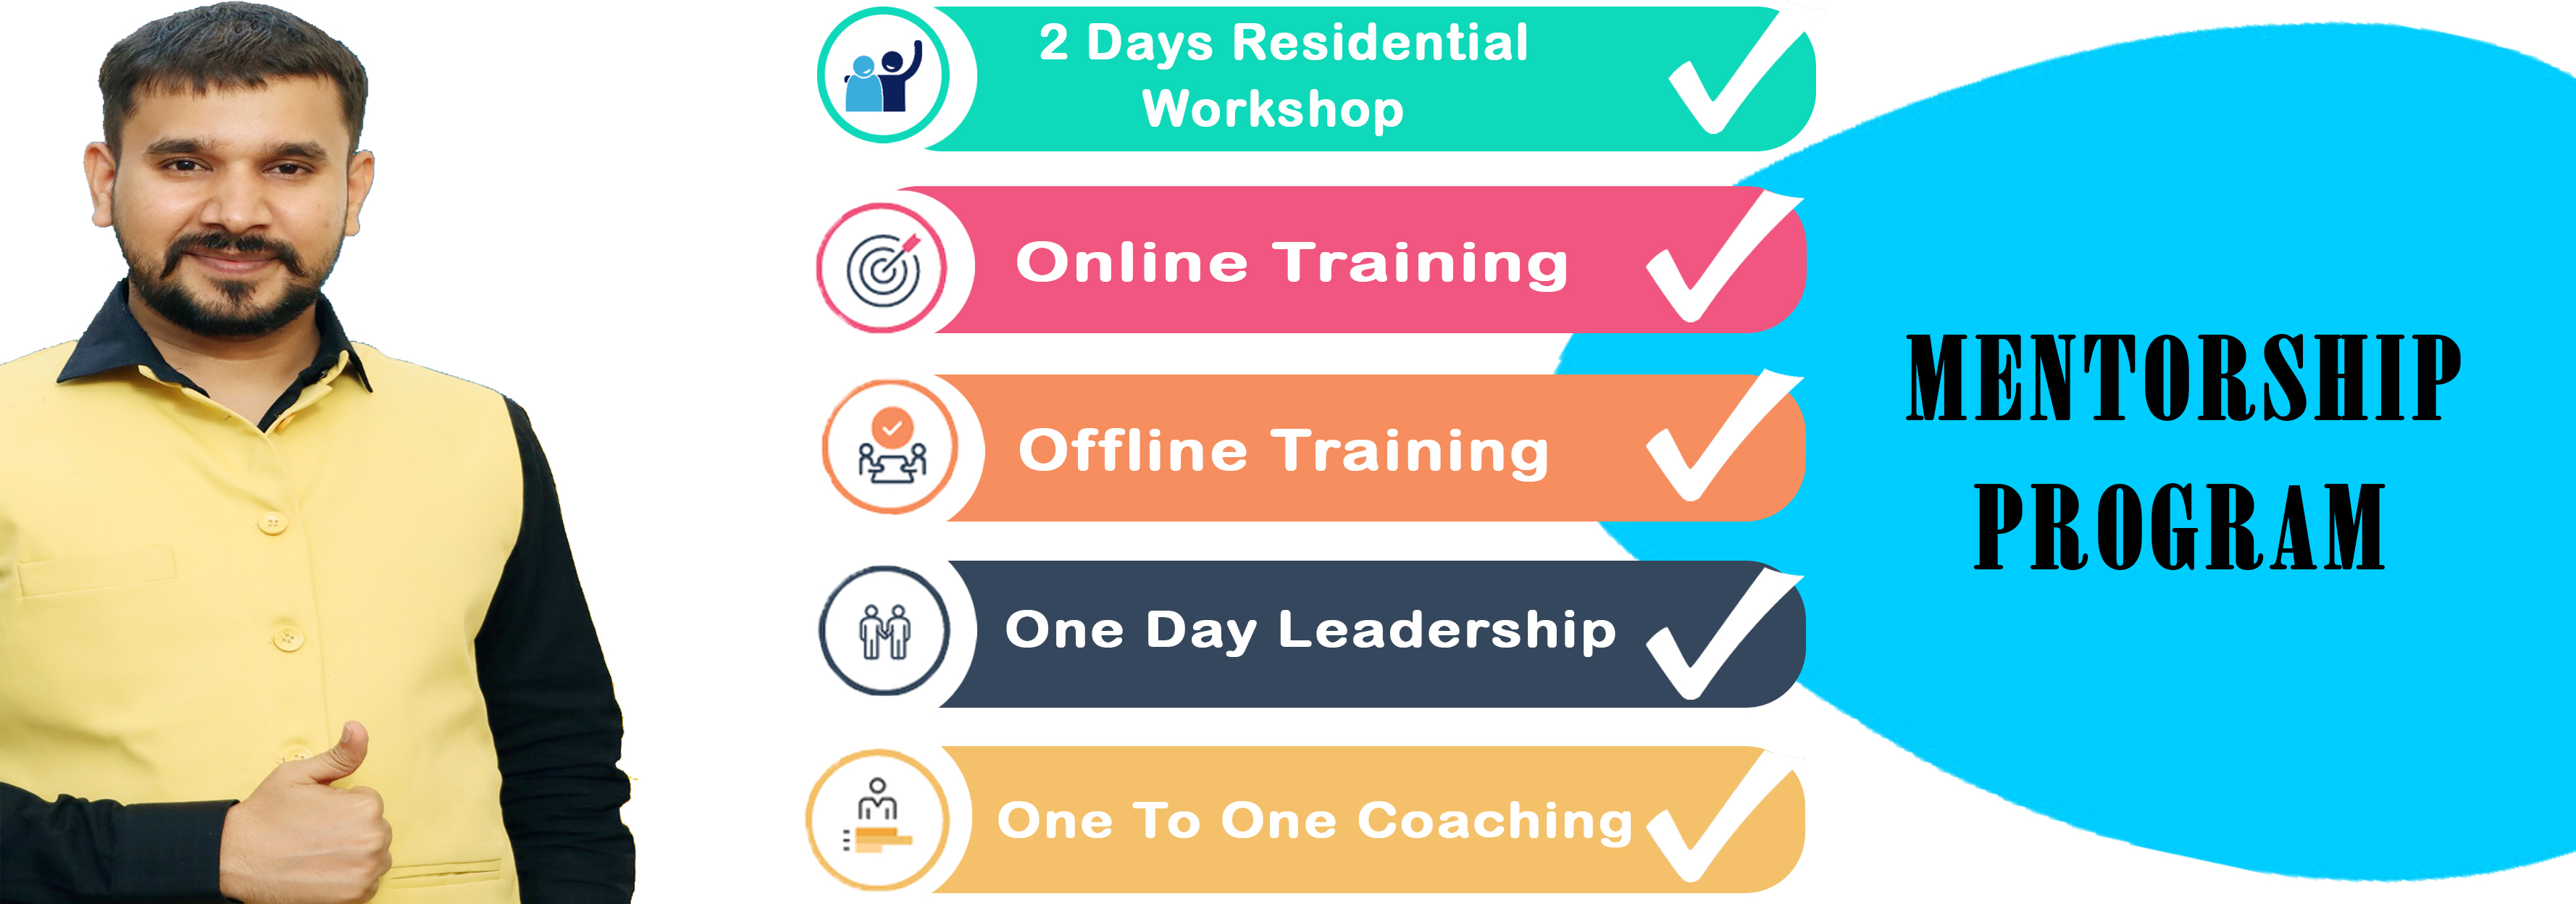 2 Days Residential
Workshop
Online Training
Offline Training
One Day Leadership
One To One Coaching
MENTORSHIP
PROGRAM